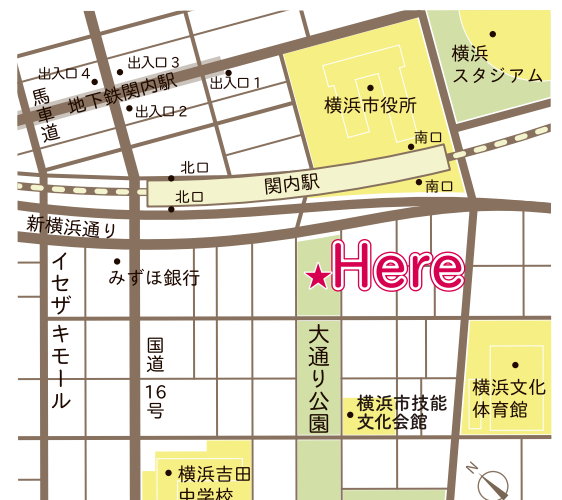 出入口4
出入口3
出入口1
出入口2
地下鉄関内駅
馬車道
横浜
スタジアム
横浜市役所
南口
南口
北口
北口
関内駅
新横浜通り
みずほ銀行
Here
イセザキモール
国道
16
号
大通り公園
横浜市技能
文化会館
横浜文化
体育館
横浜吉田
中学校
N